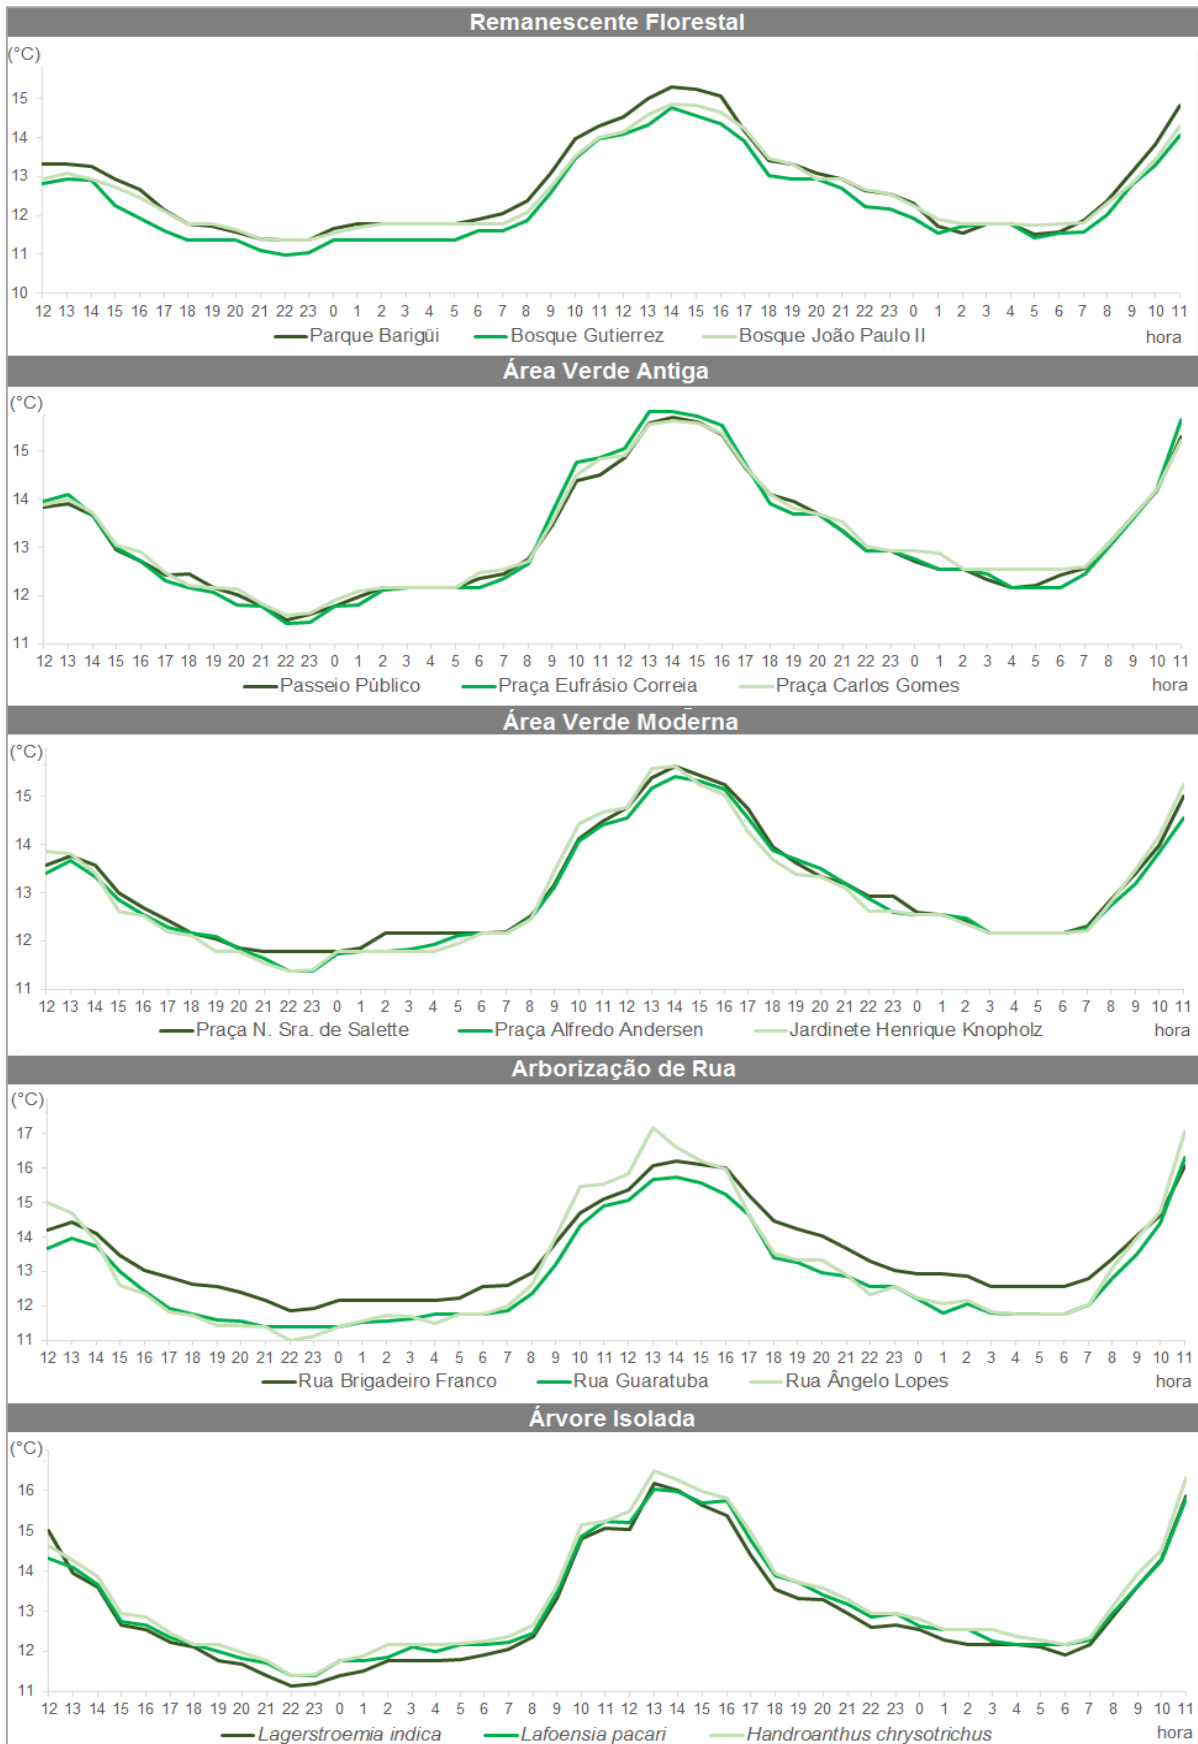 Remanescente Florestal
(°C)
15
14
13
12
11
10
12 13 14 15 16 17 18 19 20 21 22 23 0 1 2 3 4 5 6 7 8 9 10 11 12 13 14 15 16 17 18 19 20 21 22 23 0 1 2 3 4 5 6 7 8 9 10 11
Parque Barigüi Bosque Gutierrez Bosque João Paulo II hora
Área Verde Antiga
(°C)
15
14
13
12
11
12 13 14 15 16 17 18 19 20 21 22 23 0 1 2 3 4 5 6 7 8 9 10 11 12 13 14 15 16 17 18 19 20 21 22 23 0 1 2 3 4 5 6 7 8 9 10 11
Passeio Público Praça Eufrásio Correia Praça Carlos Gomes hora
Área Verde Moderna
(°C)
15
14
13
12
11
12 13 14 15 16 17 18 19 20 21 22 23 0 1 2 3 4 5 6 7 8 9 10 11 12 13 14 15 16 17 18 19 20 21 22 23 0 1 2 3 4 5 6 7 8 9 10 11
Praça N. Sra. de Salette Praça Alfredo Andersen Jardinete Henrique Knopholz hora
Arborização de Rua
(°C)
17
16
15
14
13
12
11
12 13 14 15 16 17 18 19 20 21 22 23 0 1 2 3 4 5 6 7 8 9 10 11 12 13 14 15 16 17 18 19 20 21 22 23 0 1 2 3 4 5 6 7 8 9 10 11
Rua Brigadeiro Franco Rua Guaratuba Rua Ângelo Lopes hora
Árvore Isolada
(°C)
16
15
14
13
12
11
12 13 14 15 16 17 18 19 20 21 22 23 0 1 2 3 4 5 6 7 8 9 10 11 12 13 14 15 16 17 18 19 20 21 22 23 0 1 2 3 4 5 6 7 8 9 10 11
Lagerstroemia indica Lafoensia pacari Handroanthus chrysotrichus hora